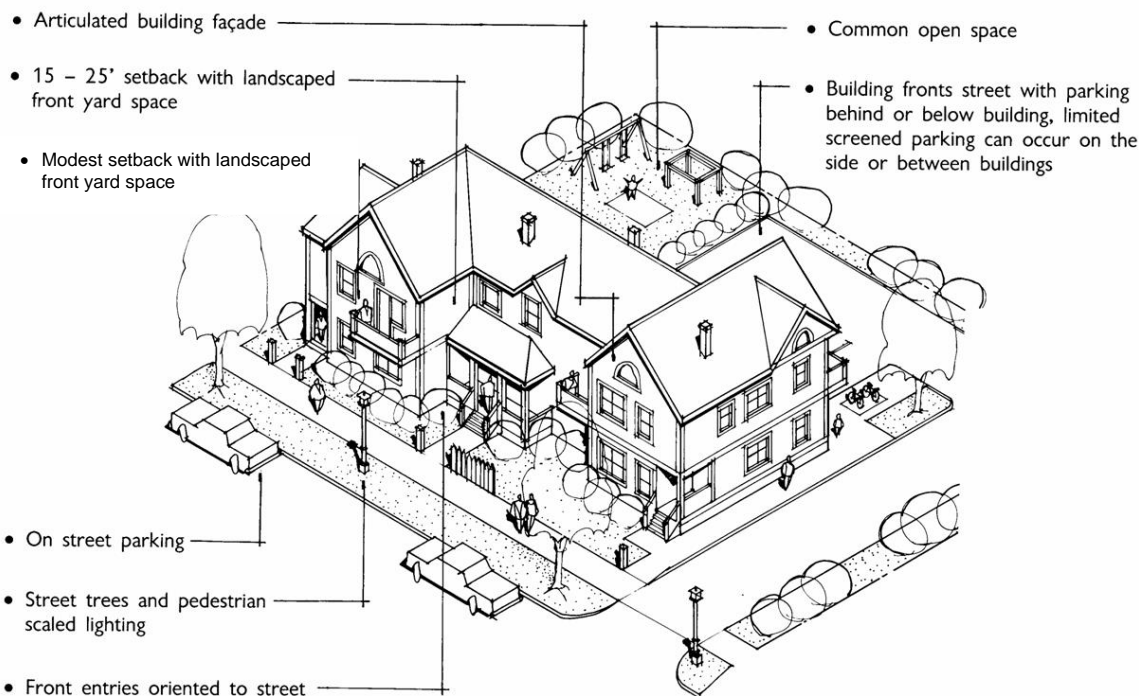 • Articulated building façade
• 15 – 25' setback with landscaped
front yard space
• Modest setback with landscaped
front yard space
• Common open space
• Building fronts street with parking
behind or below building, limited
screened parking can occur on the
side or between buildings
• On street parking
• Street trees and pedestrian
scaled lighting
• Front entries oriented to street